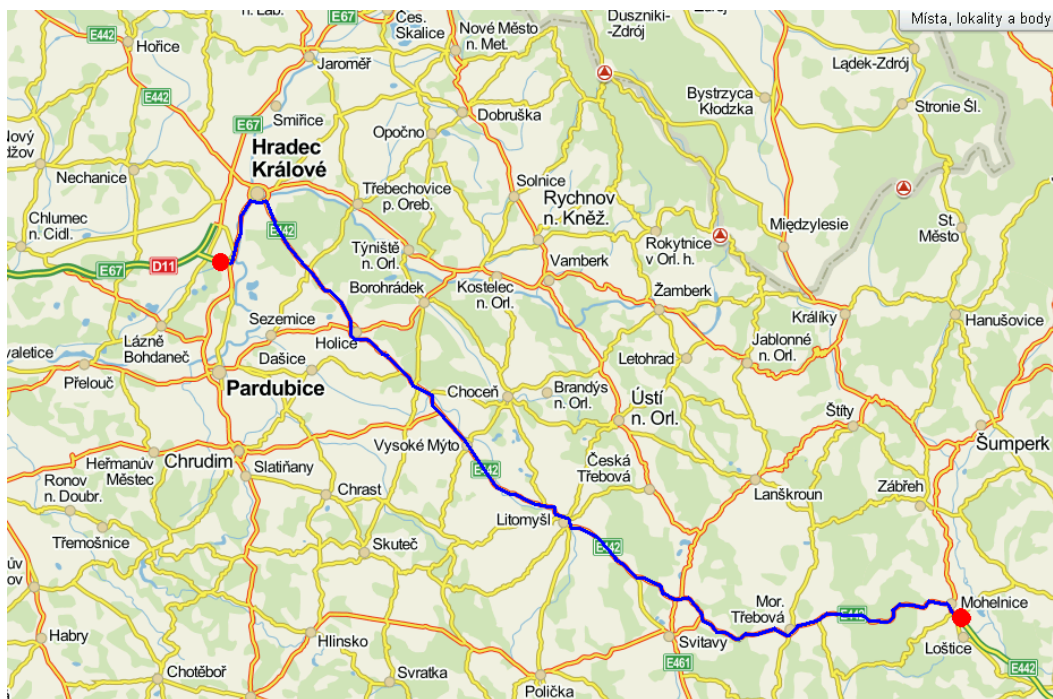 n. Lab.
E67
Čes.
Skalice
Duszniki-
-Zdrój
Zdrój
Místa, lokality a body
E442
Hořice
Nové Město
n. Met.
Jaroměř
Lądek-Zdrój
E442
Bystrzyca
Kłodzka
Stronie Śl.
Smiřice
Dobruška
E67
Opočno
Hradec
Králové
Nechanice
Třebechovice
p. Oreb.
Solnice
Rychnov
n. Kněž.
Chlumec
n. Cidl.
E442
Międzylesie
St.
Město
Týniště
n. Orl.
Rokytnice
v Orl. h.
E67
D11
Vamberk
Kostelec
n. Orl.
Borohrádek
Žamberk
Králíky
Hanušovice
Sezemice
Holice
Lázně
Bohdaneč
Jablonné
n. Orl.
Dašice
Letohrad
Přelouč
Pardubice
Choceň
Brandýs
n. Orl.
Ústí
n. Orl.
Štíty
Vysoké Mýto
Šumperk
Heřmanův
Městec
Chrudim
Slatiňany
Česká
Třebová
E442
Ronov
n. Doubr.
Chrast
Lanškroun
Zábřeh
Třemošnice
Litomyšl
Skuteč
E442
Mor.
Třebová
Mohelnice
E442
Habry
Hlinsko
Svitavy
Loštice
E461
E442
Chotěboř
Svratka
Polička